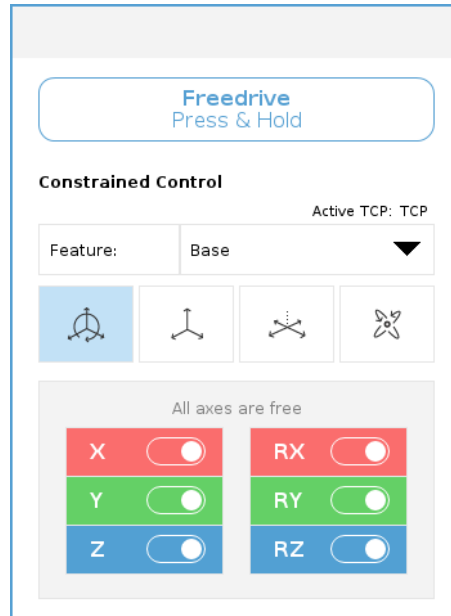 Freedrive
Press & Hold
Constrained Control
Active TCP: TCP
Feature: Base
All axes are free
X RX
Y RY
Z RZ